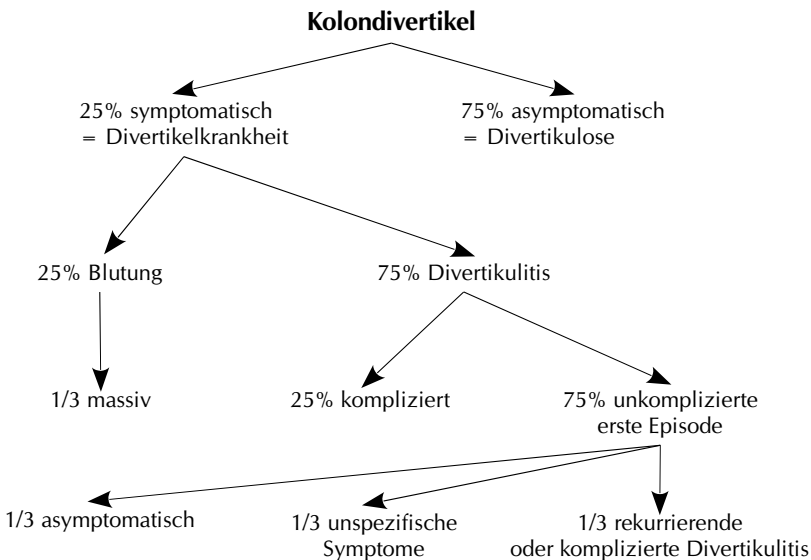 Kolondivertikel
25% symptomatisch
= Divertikelkrankheit
75% asymptomatisch
= Divertikulose
25% Blutung
75% Divertikulitis
1/3 massiv
25% kompliziert
75% unkomplizierte
erste Episode
1/3 asymptomatisch
1/3 unspezifische
Symptome
1/3 rekurrierende
oder komplizierte Divertikulitis